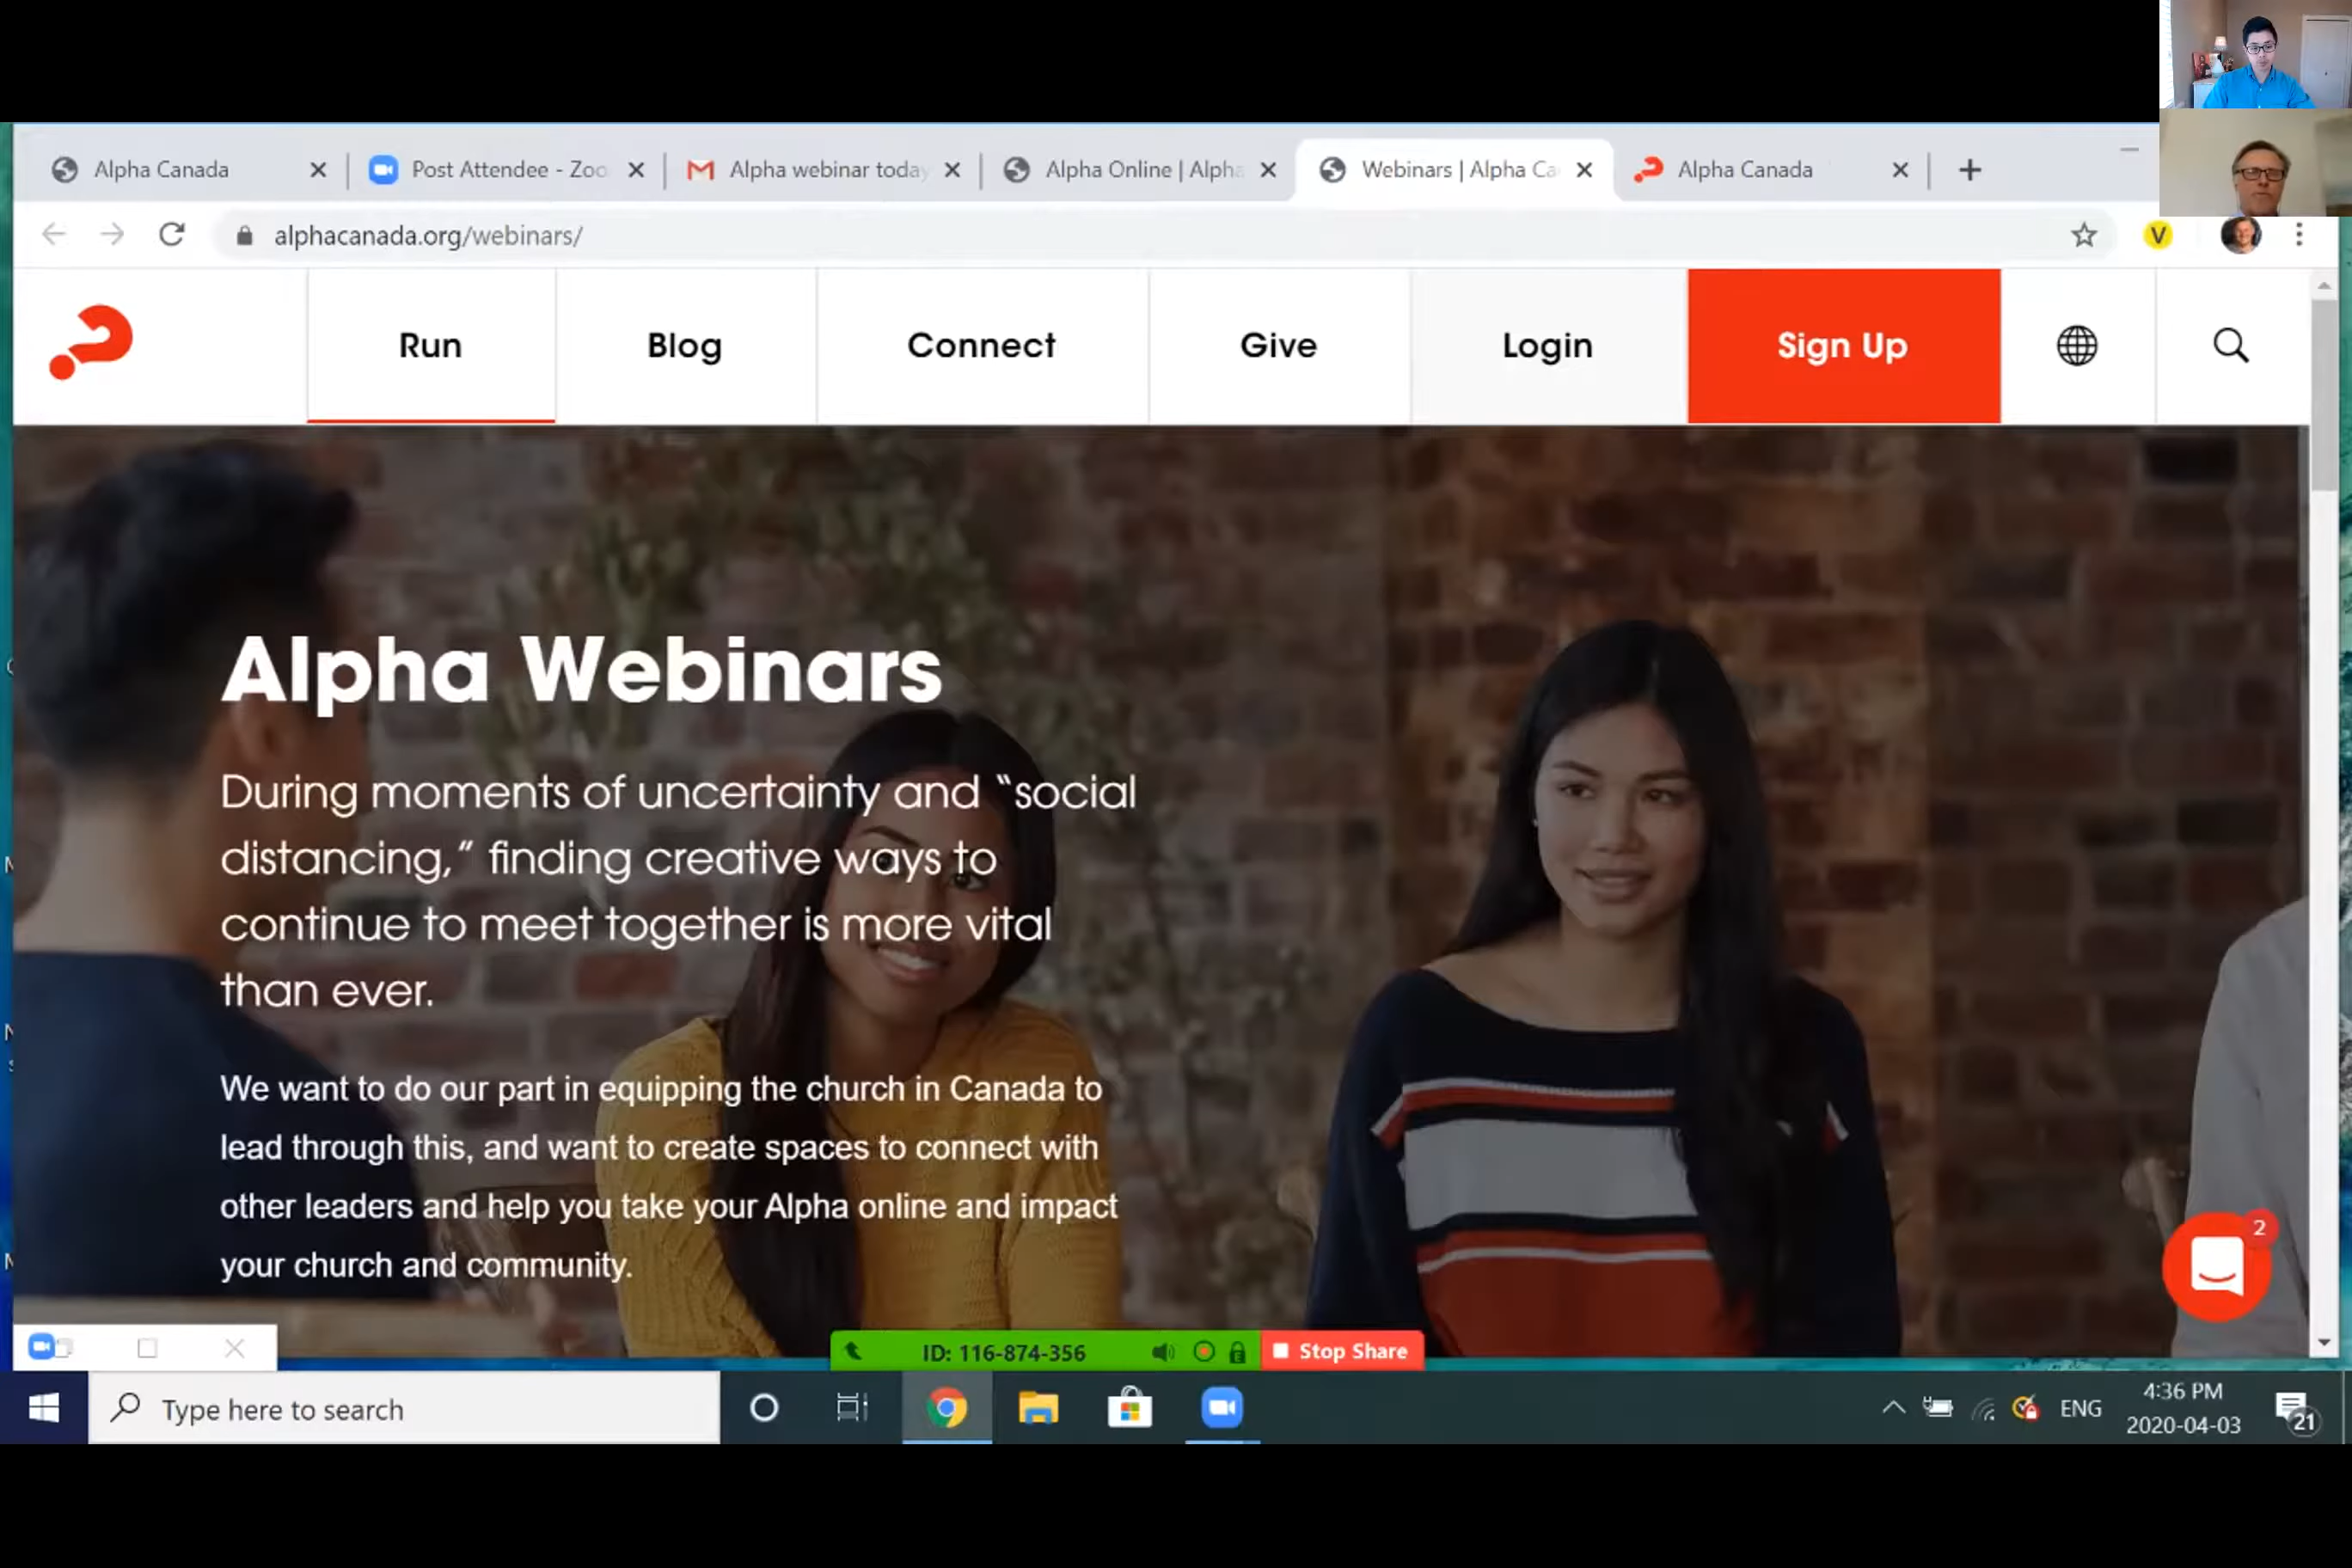 Alpha Canada
Post Attendee - Zoo
Alpha webinar today
Alpha Online | Alpha
Webinars | Alpha Ca
Alpha Canada
alphacanada.org/webinars/
V
Run
Blog
Connect
Give
Login
Sign Up
Alpha Webinars
During moments of uncertainty and “social
distancing,” finding creative ways to
continue to meet together is more vital
than ever.
We want to do our part in equipping the church in Canada to
lead through this, and want to create spaces to connect with
other leaders and help you take your Alpha online and impact
your church and community.
2
ID: 116-874-356
Stop Share
Type here to search
ENG
4:36 PM
2020-04-03
21